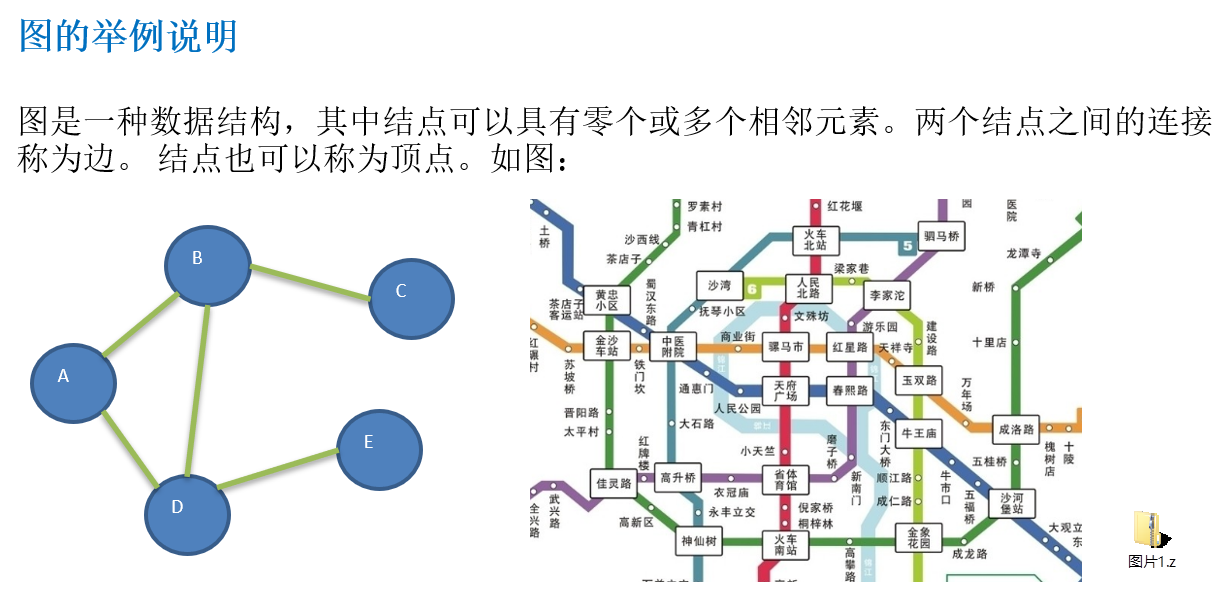 图的举例说明
图是一种数据结构，其中结点可以具有零个或多个相邻元素。两个结点之间的连接
称为边。 结点也可以称为顶点。如图：
B
C
A
E
D
罗素村
青杠村
红花堰
园
医院
土桥
沙西线
火车北站
5
驷马桥
龙潭寺
茶店子
梁家巷
新桥
黄忠小区
蜀汉东路
沙湾
6
人民北路
李家沱
茶店子客运站
抚琴小区
文殊坊
游乐园
建设路
红碾村
金沙车站
中医附院
商业街
骡马市
红星路
天祥寺
十里店
苏坡桥
铁门坎
锦江
玉双路
通惠门
天府广场
春熙路
万年场
晋阳路
人民公园
太平村
大石路
东门大桥
牛王庙
成洛路
槐树店
十陵
红牌楼
小天竺
磨子桥
五桂桥
佳灵路
高升桥
衣冠庙
省体育馆
新南门
顺江路
牛市口
五福桥
沙河堡站
全兴路
武兴路
成仁路
高新区
永丰立交
倪家桥
桐梓林
大观立
东
神仙树
火车南站
高攀路
金象花园
成龙路
图片1.z